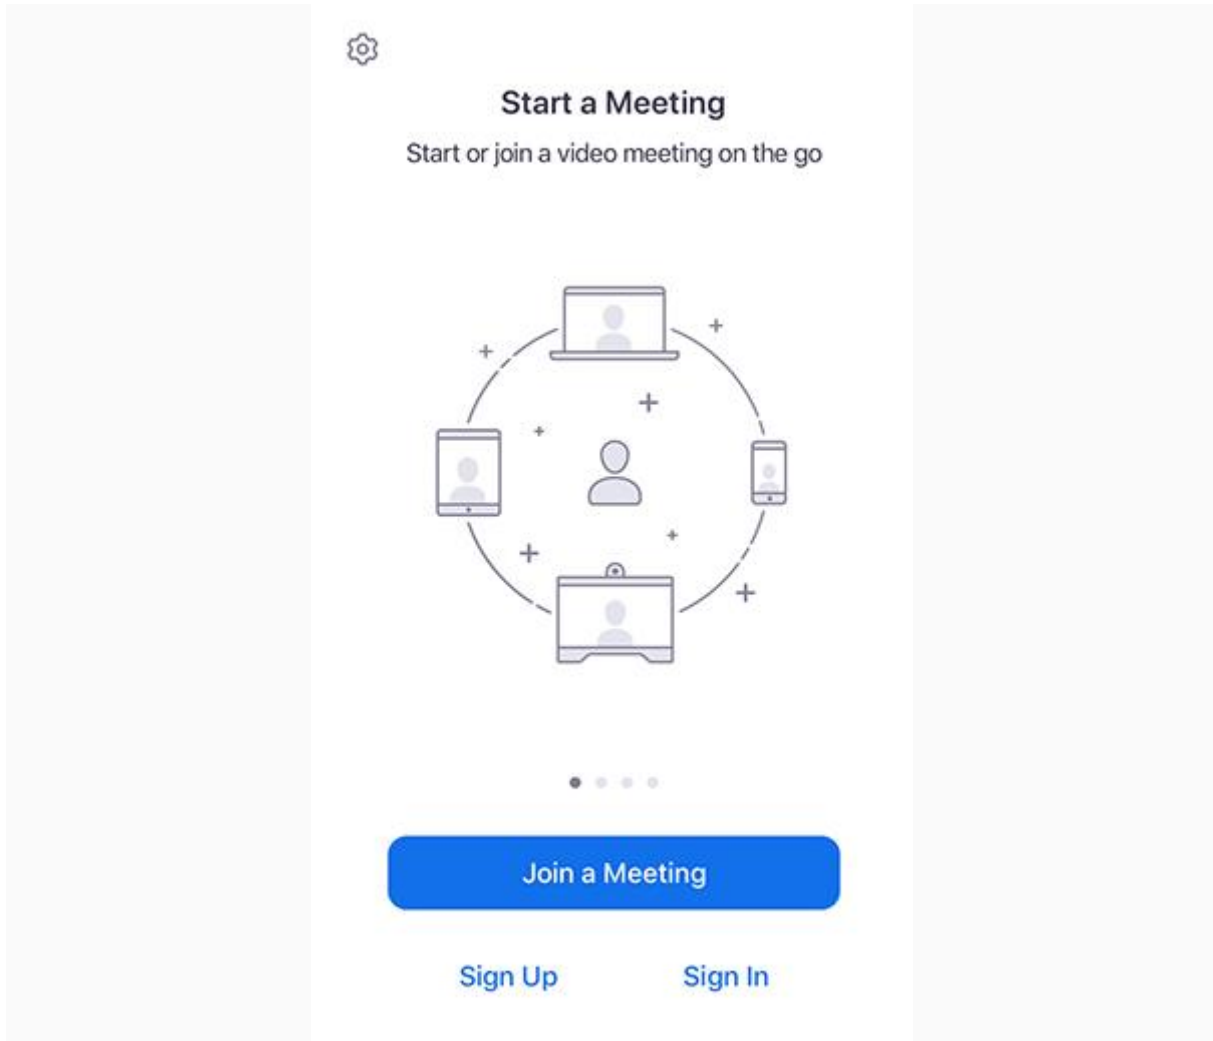 Start a Meeting
Start or join a video meeting on the go
Join a Meeting
Sign Up
Sign In